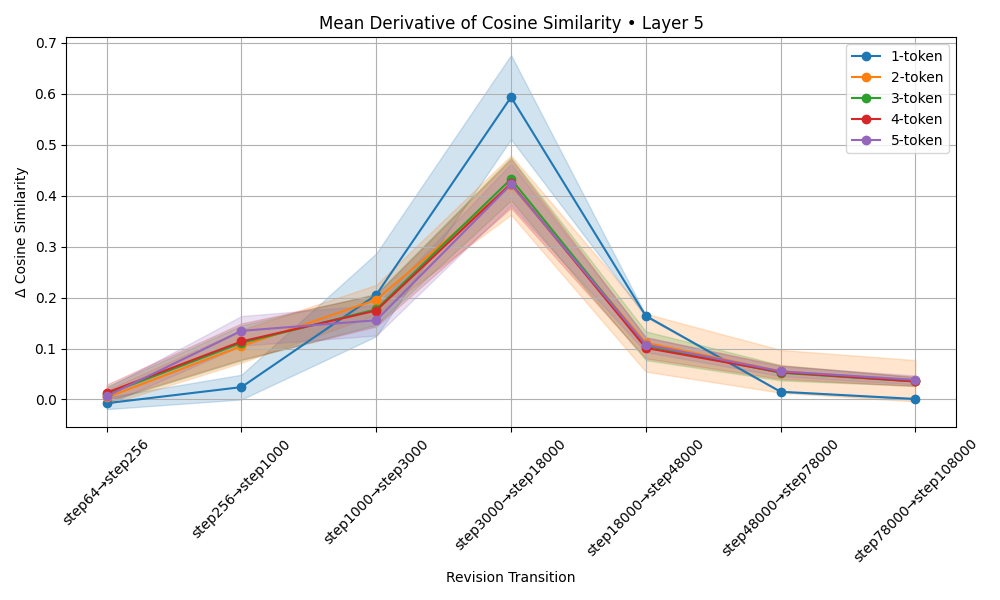 Mean Derivative of Cosine Similarity • Layer 5
Δ Cosine Similarity
0.7
0.6
0.5
0.4
0.3
0.2
0.1
0.0
1-token
2-token
3-token
4-token
5-token
step64→step256
step256→step1000
step1000→step3000
step3000→step18000
step18000→step48000
step48000→step78000
step78000→step108000
Revision Transition